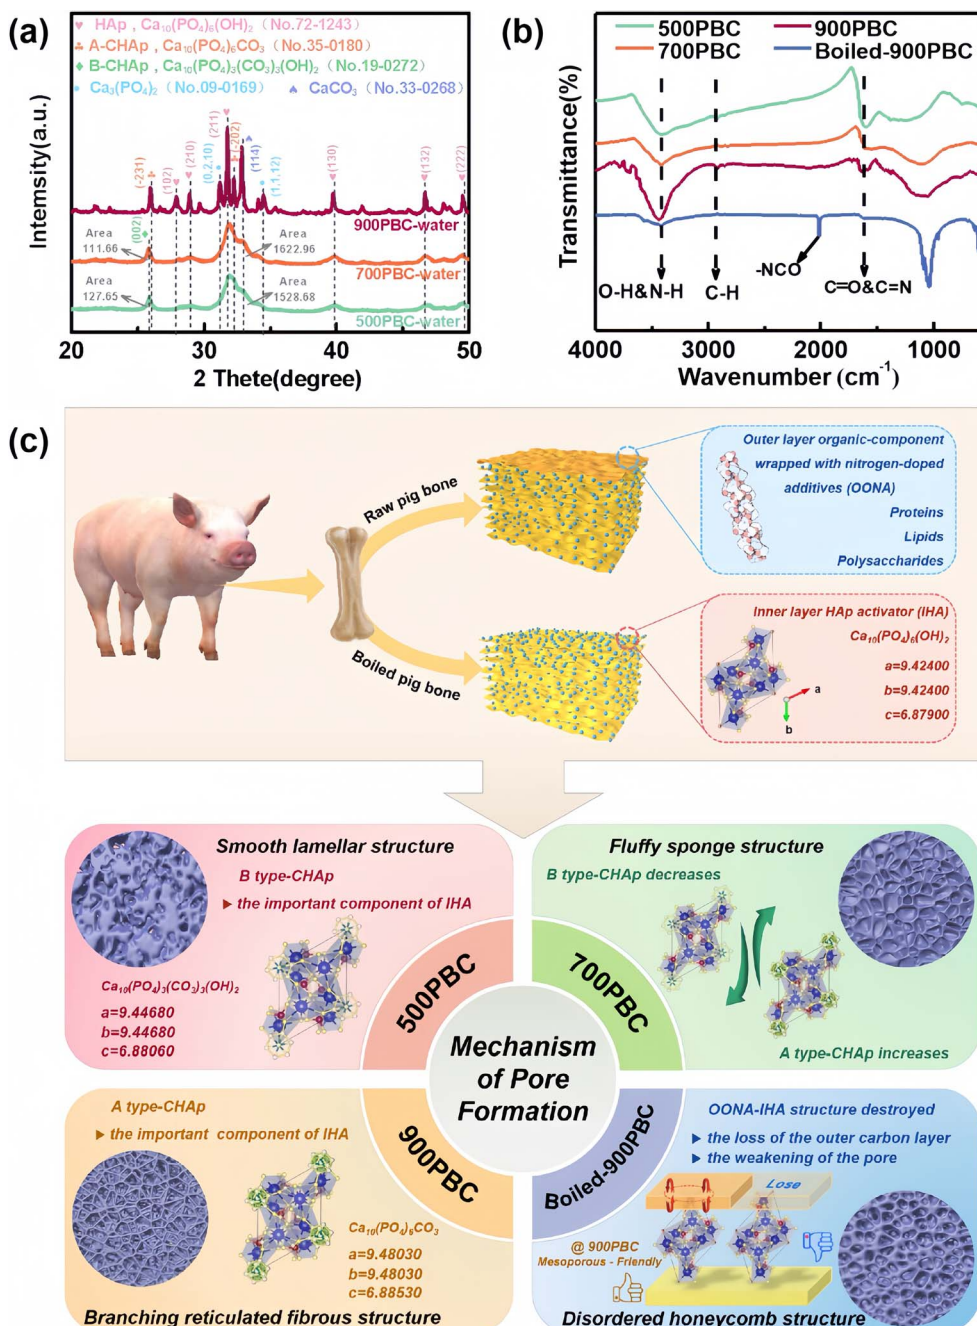 (a)
HAp , Ca10(PO4)6(OH)2（No.72-1243）
A-CHAp , Ca10(PO4)6CO3（No.35-0180）
B-CHAp , Ca10(PO4)3(CO3)3(OH)2（No.19-0272）
Ca3(PO4)2（No.09-0169） CaCO3（No.33-0268）
Intemsity(a.u.)
(002)
(-231)
(102)
(210)
(0,2,10)
(211)
(-202)
(114)
(1,1,12)
(130)
(132)
(222)
900PBC-water
Area
111.66
Area
1622.96
700PBC-water
Area
127.65
Area
1528.68
500PBC-water
20 30 40 50
2 Thete(degree)
(b)
500PBC 900PBC
700PBC Boiled-900PBC
Transmittance(%)
-NCO
O-H&N-H C-H C=O&C=N
4000 3000 2000 1000
Wavenumber (cm-1)
(c)
Raw pig bone
Boiled pig bone
Outer layer organic-component
wrapped with nitrogen-doped
additives (OONA)
Proteins
Lipids
Polysaccharides
Inner layer HAp activator (IHA)
Ca10(PO4)6(OH)2
a=9.42400
b=9.42400
c=6.87900
a
b
Smooth lamellar structure
B type-CHAp
the important component of IHA
Ca10(PO4)3(CO3)3(OH)2
a=9.44680
b=9.44680
c=6.88060
500PBC
Fluffy sponge structure
B type-CHAp decreases
A type-CHAp increases
700PBC
Mechanism
of Pore
Formation
A type-CHAp
the important component of IHA
Ca10(PO4)6CO3
a=9.48030
b=9.48030
c=6.88530
900PBC
Branching reticulated fibrous structure
Boiled-900PBC
OONA-IHA structure destroyed
the loss of the outer carbon layer
the weakening of the pore
Lose
@ 900PBC
Mesoporous - Friendly
Disordered honeycomb structure